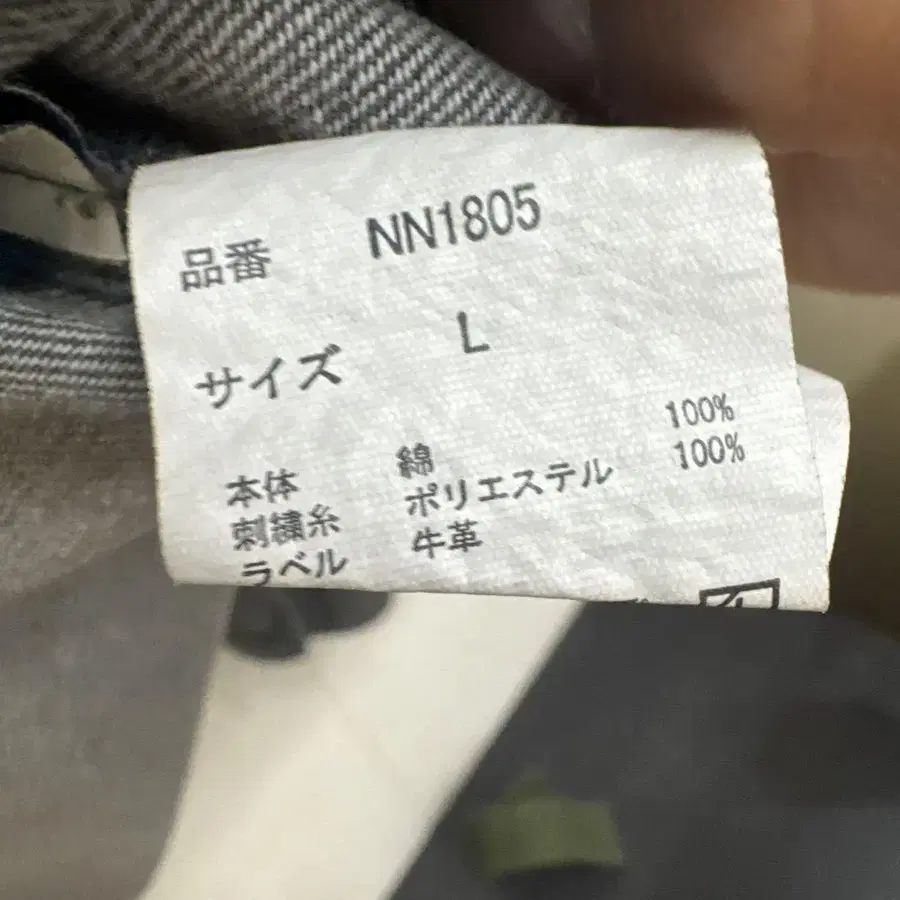 品番 NN1805
サイズ L
本体 綿 100%
刺繍糸 ポリエステル 100%
ラベル 牛革